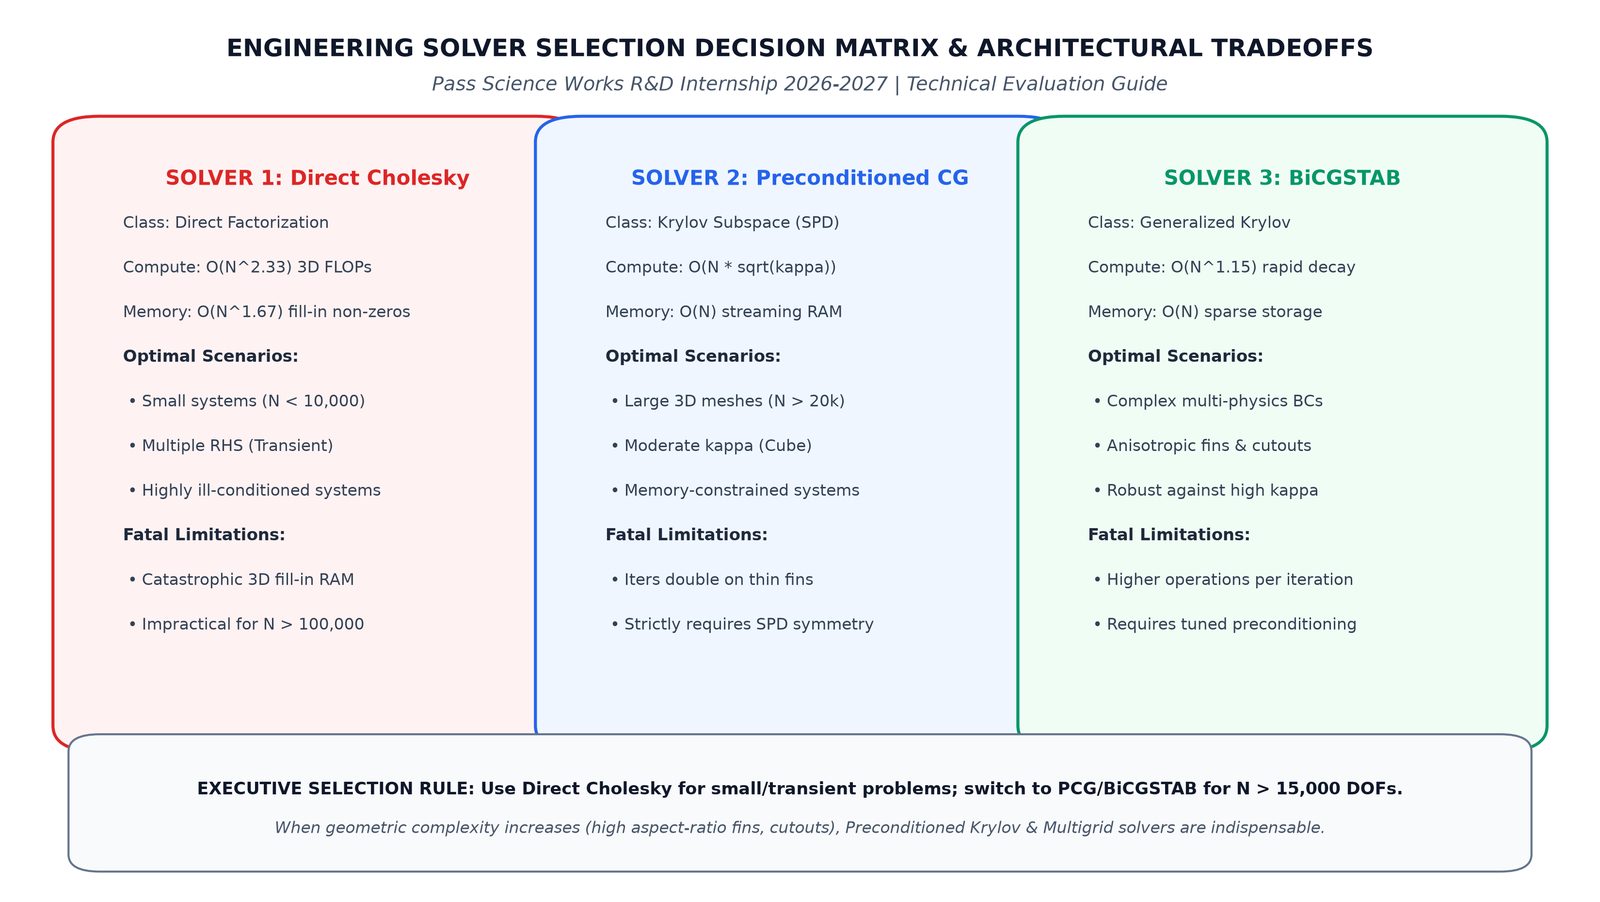 ENGINEERING SOLVER SELECTION DECISION MATRIX & ARCHITECTURAL TRADEOFFS
Pass Science Works R&D Internship 2026-2027 | Technical Evaluation Guide
SOLVER 1: Direct Cholesky
Class: Direct Factorization
Compute: O(N^2.33) 3D FLOPs
Memory: O(N^1.67) fill-in non-zeros
Optimal Scenarios:
• Small systems (N < 10,000)
• Multiple RHS (Transient)
• Highly ill-conditioned systems
Fatal Limitations:
• Catastrophic 3D fill-in RAM
• Impractical for N > 100,000
SOLVER 2: Preconditioned CG
Class: Krylov Subspace (SPD)
Compute: O(N * sqrt(kappa))
Memory: O(N) streaming RAM
Optimal Scenarios:
• Large 3D meshes (N > 20k)
• Moderate kappa (Cube)
• Memory-constrained systems
Fatal Limitations:
• Iters double on thin fins
• Strictly requires SPD symmetry
SOLVER 3: BiCGSTAB
Class: Generalized Krylov
Compute: O(N^1.15) rapid decay
Memory: O(N) sparse storage
Optimal Scenarios:
• Complex multi-physics BCs
• Anisotropic fins & cutouts
• Robust against high kappa
Fatal Limitations:
• Higher operations per iteration
• Requires tuned preconditioning
EXECUTIVE SELECTION RULE: Use Direct Cholesky for small/transient problems; switch to PCG/BiCGSTAB for N > 15,000 DOFs.
When geometric complexity increases (high aspect-ratio fins, cutouts), Preconditioned Krylov & Multigrid solvers are indispensable.